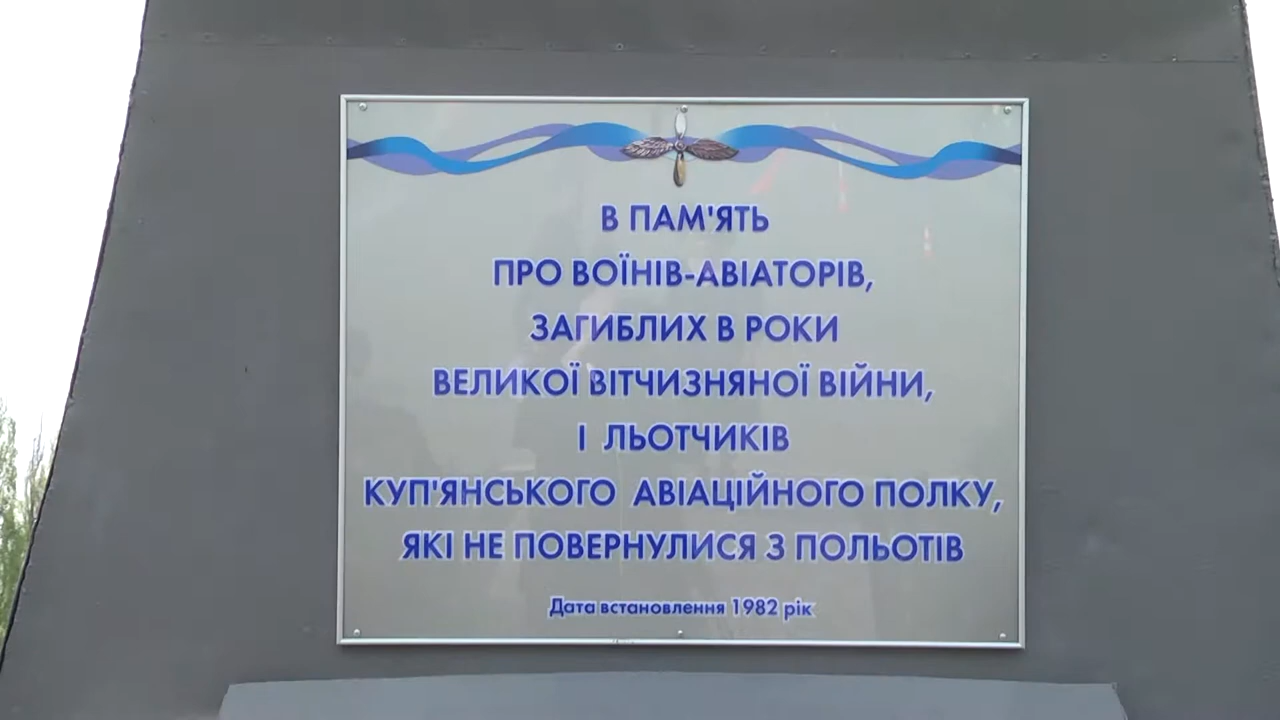 В ПАМ'ЯТЬ
ПРО ВОЇНІВ-АВІАТОРІВ,
ЗАГИБЛИХ В РОКИ
ВЕЛИКОЇ ВІТЧИЗНЯНОЇ ВІЙНИ,
І ЛЬОТЧИКІВ
КУП'ЯНСЬКОГО АВІАЦІЙНОГО ПОЛКУ,
ЯКІ НЕ ПОВЕРНУЛИСЯ З ПОЛЬОТІВ
Дата встановлення 1982 рік